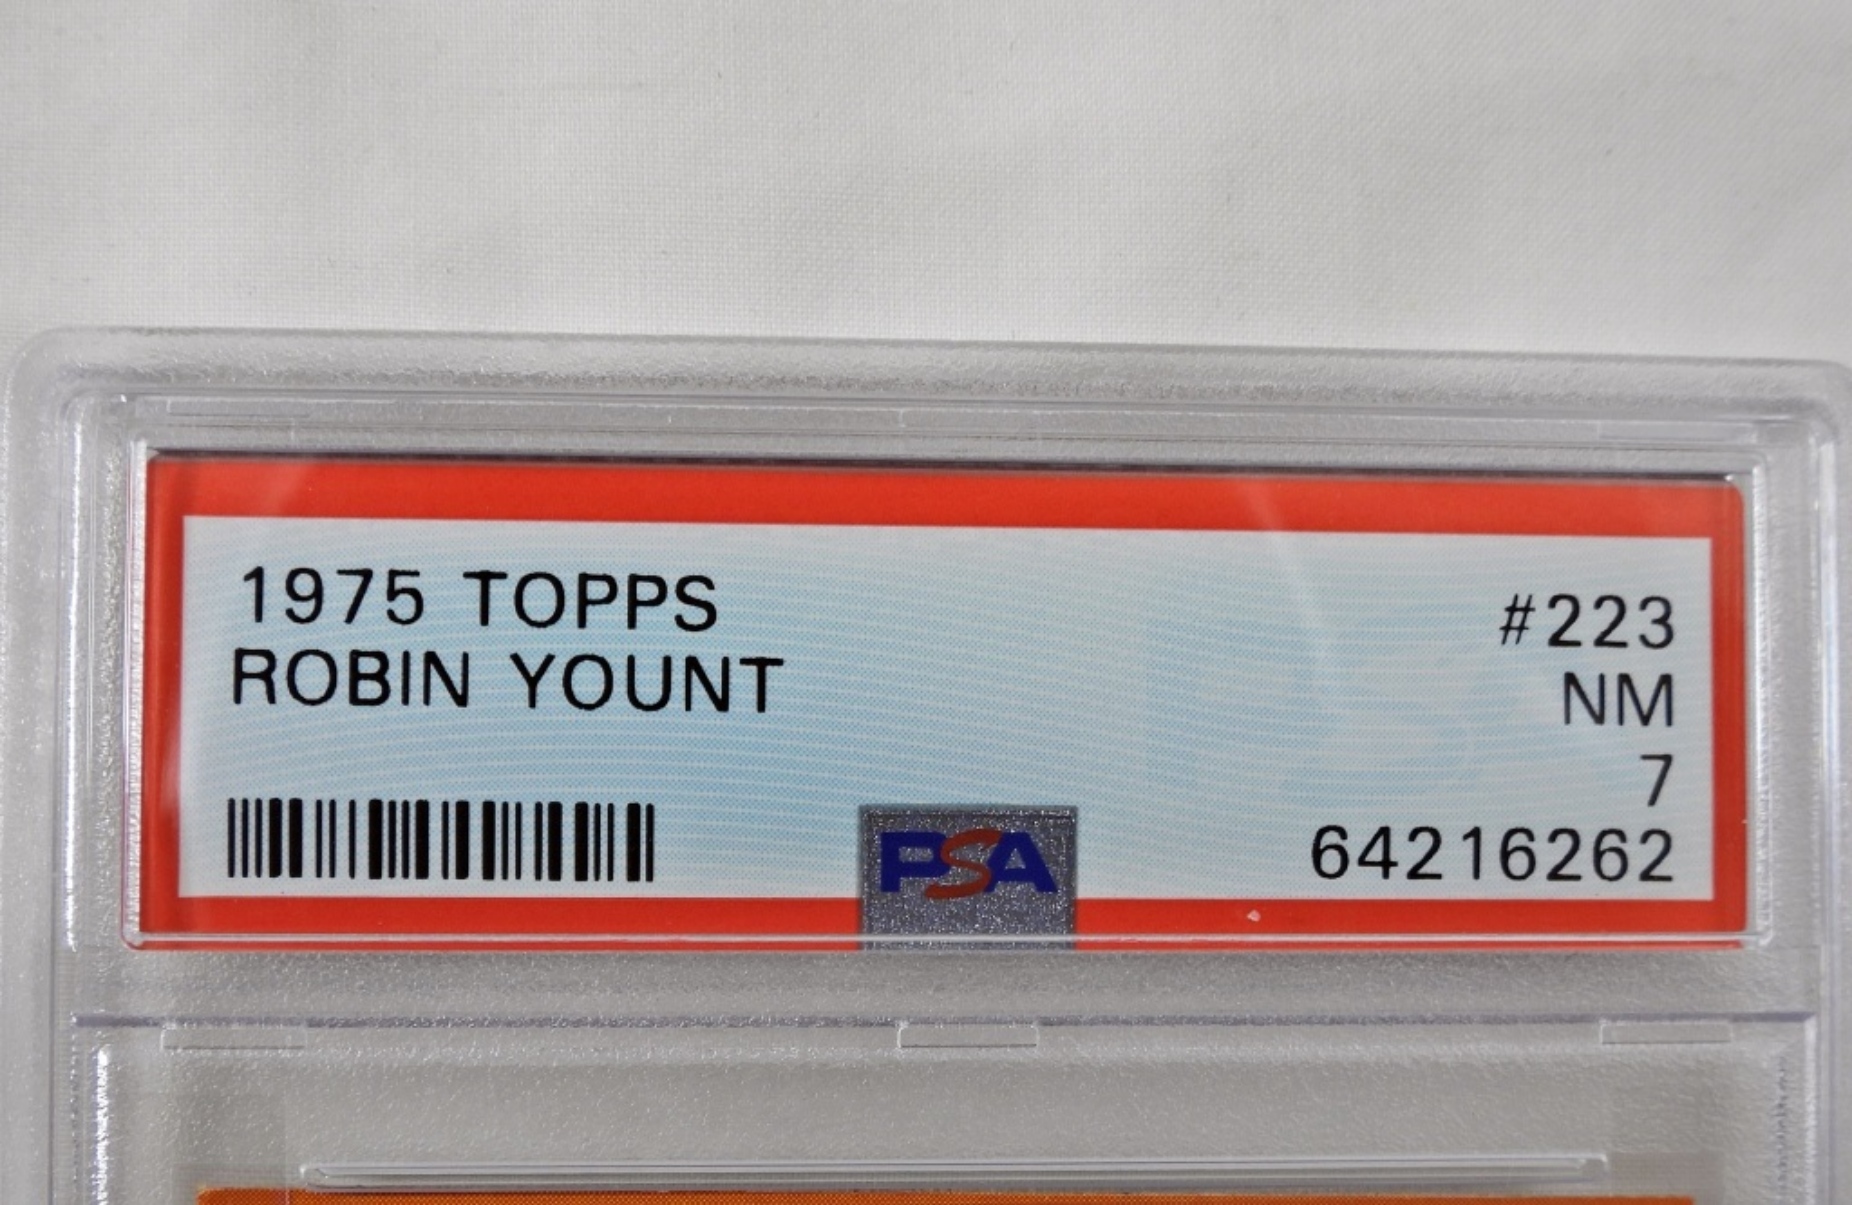 1975 TOPPS #223
ROBIN YOUNT NM
7
PSA 64216262